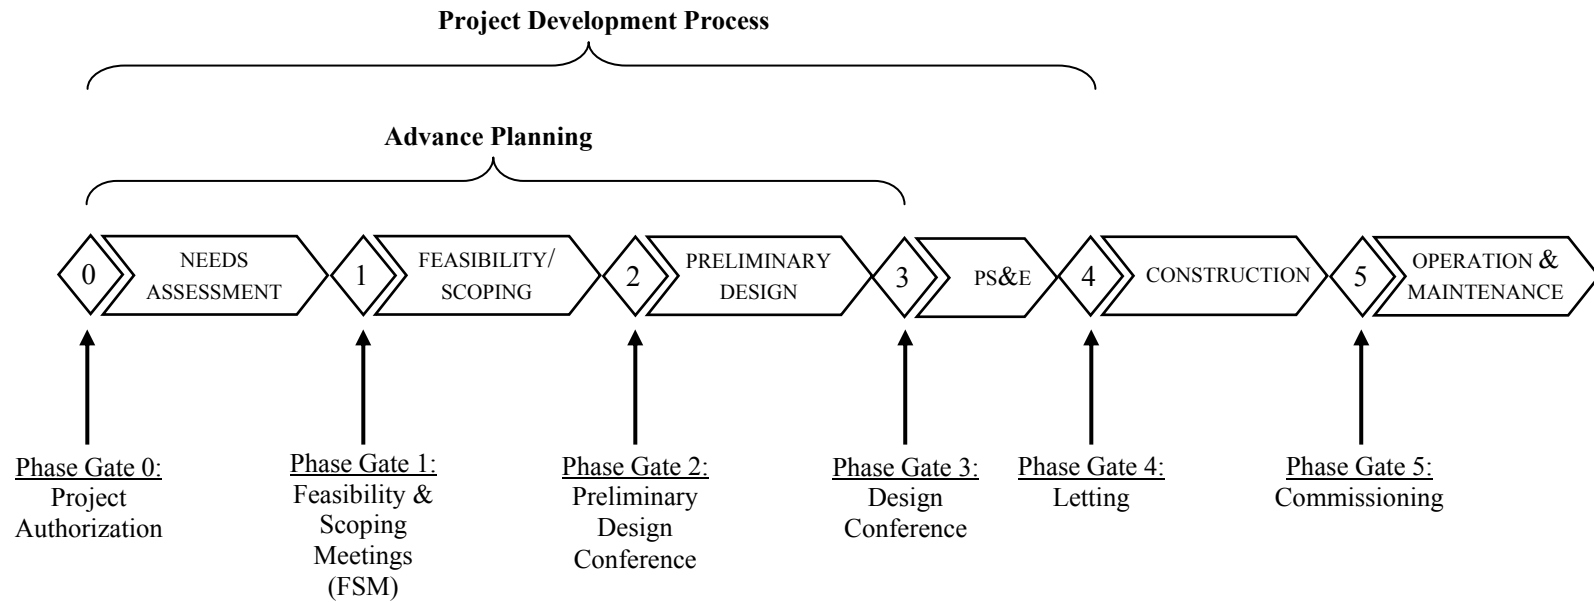 Project Development Process
Advance Planning
0
NEEDS
ASSESSMENT
1
FEASIBILITY/
SCOPING
2
PRELIMINARY
DESIGN
3
PS&E
4
CONSTRUCTION
5
OPERATION &
MAINTENANCE
Phase Gate 0:
Project
Authorization
Phase Gate 1:
Feasibility &
Scoping
Meetings
(FSM)
Phase Gate 2:
Preliminary
Design
Conference
Phase Gate 3:
Design
Conference
Phase Gate 4:
Letting
Phase Gate 5:
Commissioning